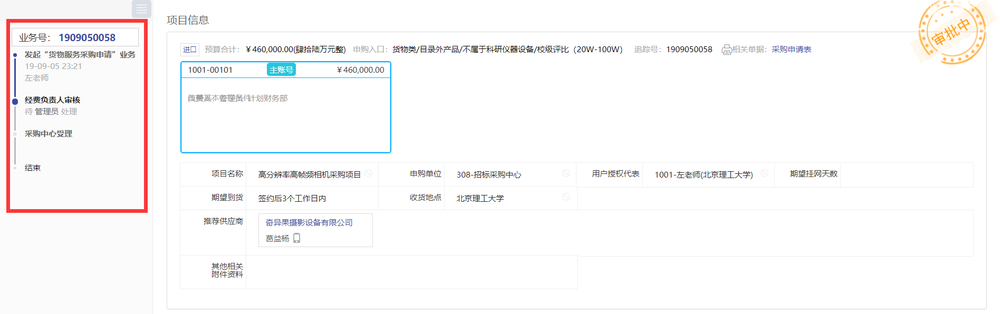 业务号： 1909050058
发起“货物服务采购申请”业务
19-09-05 23:21
左老师
经费负责人审核
待 管理员 处理
采购中心受理
结束
项目信息
审批中
进口 预算合计：￥460,000.00(肆拾陆万元整) 申购入口：货物类/目录外产品/不属于科研仪器设备/校级评比（20W-100W） 追踪号：1909050058 相关单据：采购申请表
1001-00101 主账号 ￥460,000.00
计划财务部
项目名称 高分辨率高帧频相机采购项目 申购单位 308-招标采购中心 用户授权代表 1001-左老师(北京理工大学) 期望挂网天数
期望到货 签约后3个工作日内 收货地点 北京理工大学
推荐供应商 奇异果摄影设备有限公司
葛益杨
其他相关
附件资料